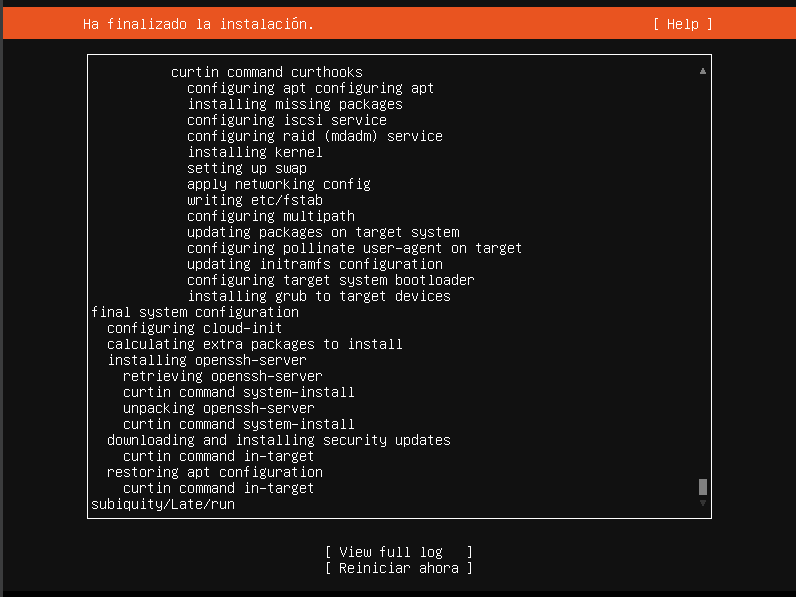 Ha finalizado la instalación. [ Help ]
curtin command curthooks
configuring apt configuring apt
installing missing packages
configuring iscsi service
configuring raid (mdadm) service
installing kernel
setting up swap
apply networking config
writing etc/fstab
configuring multipath
updating packages on target system
configuring pollinate user-agent on target
updating initramfs configuration
configuring target system bootloader
installing grub to target devices
final system configuration
configuring cloud-init
calculating extra packages to install
installing openssh-server
retrieving openssh-server
curtin command system-install
unpacking openssh-server
curtin command system-install
downloading and installing security updates
curtin command in-target
restoring apt configuration
curtin command in-target
subiquity/Late/run
[ View full log ]
[ Reiniciar ahora ]